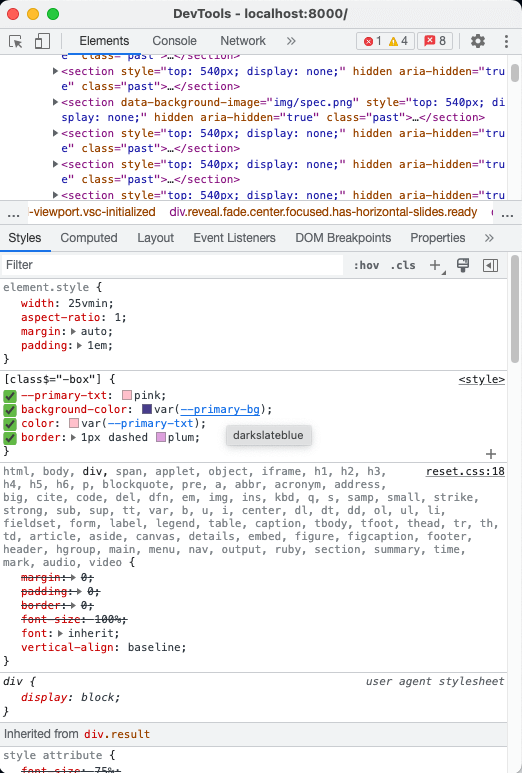 DevTools - localhost:8000/
Elements Console Network » 1 4 8
e" class="past">…</section>
<section style="top: 540px; display: none;" hidden aria-hidden="tru
e" class="past">…</section>
<section data-background-image="img/spec.png" style="top: 540px; di
splay: none;" hidden aria-hidden="true" class="past">…</section>
<section style="top: 540px; display: none;" hidden aria-hidden="tru
e" class="past">…</section>
<section style="top: 540px; display: none;" hidden aria-hidden="tru
e" class="past">…</section>
<section style="top: 540px; display: none;" hidden aria-hidden="tru
… -viewport.vsc-initialized div.reveal.fade.center.focused.has-horizontal-slides.ready …
Styles Computed Layout Event Listeners DOM Breakpoints Properties »
Filter :hov .cls +
element.style {
width: 25vmin;
aspect-ratio: 1;
margin: auto;
padding: 1em;
}
[class$="-box"] { <style>
--primary-txt: pink;
background-color: var(--primary-bg);
color: var(--primary-txt);
border: 1px dashed plum;
darkslateblue
}
html, body, div, span, applet, object, iframe, h1, h2, h3, reset.css:18
h4, h5, h6, p, blockquote, pre, a, abbr, acronym, address,
big, cite, code, del, dfn, em, img, ins, kbd, q, s, samp, small, strike,
strong, sub, sup, tt, var, b, u, i, center, dl, dt, dd, ol, ul, li,
fieldset, form, label, legend, table, caption, tbody, tfoot, thead, tr, th,
td, article, aside, canvas, details, embed, figure, figcaption, footer,
header, hgroup, main, menu, nav, output, ruby, section, summary, time,
mark, audio, video {
margin: 0;
padding: 0;
border: 0;
font-size: 100%;
font: inherit;
vertical-align: baseline;
}
div { user agent stylesheet
display: block;
}
Inherited from div.result
style attribute {
font-size: 75%;